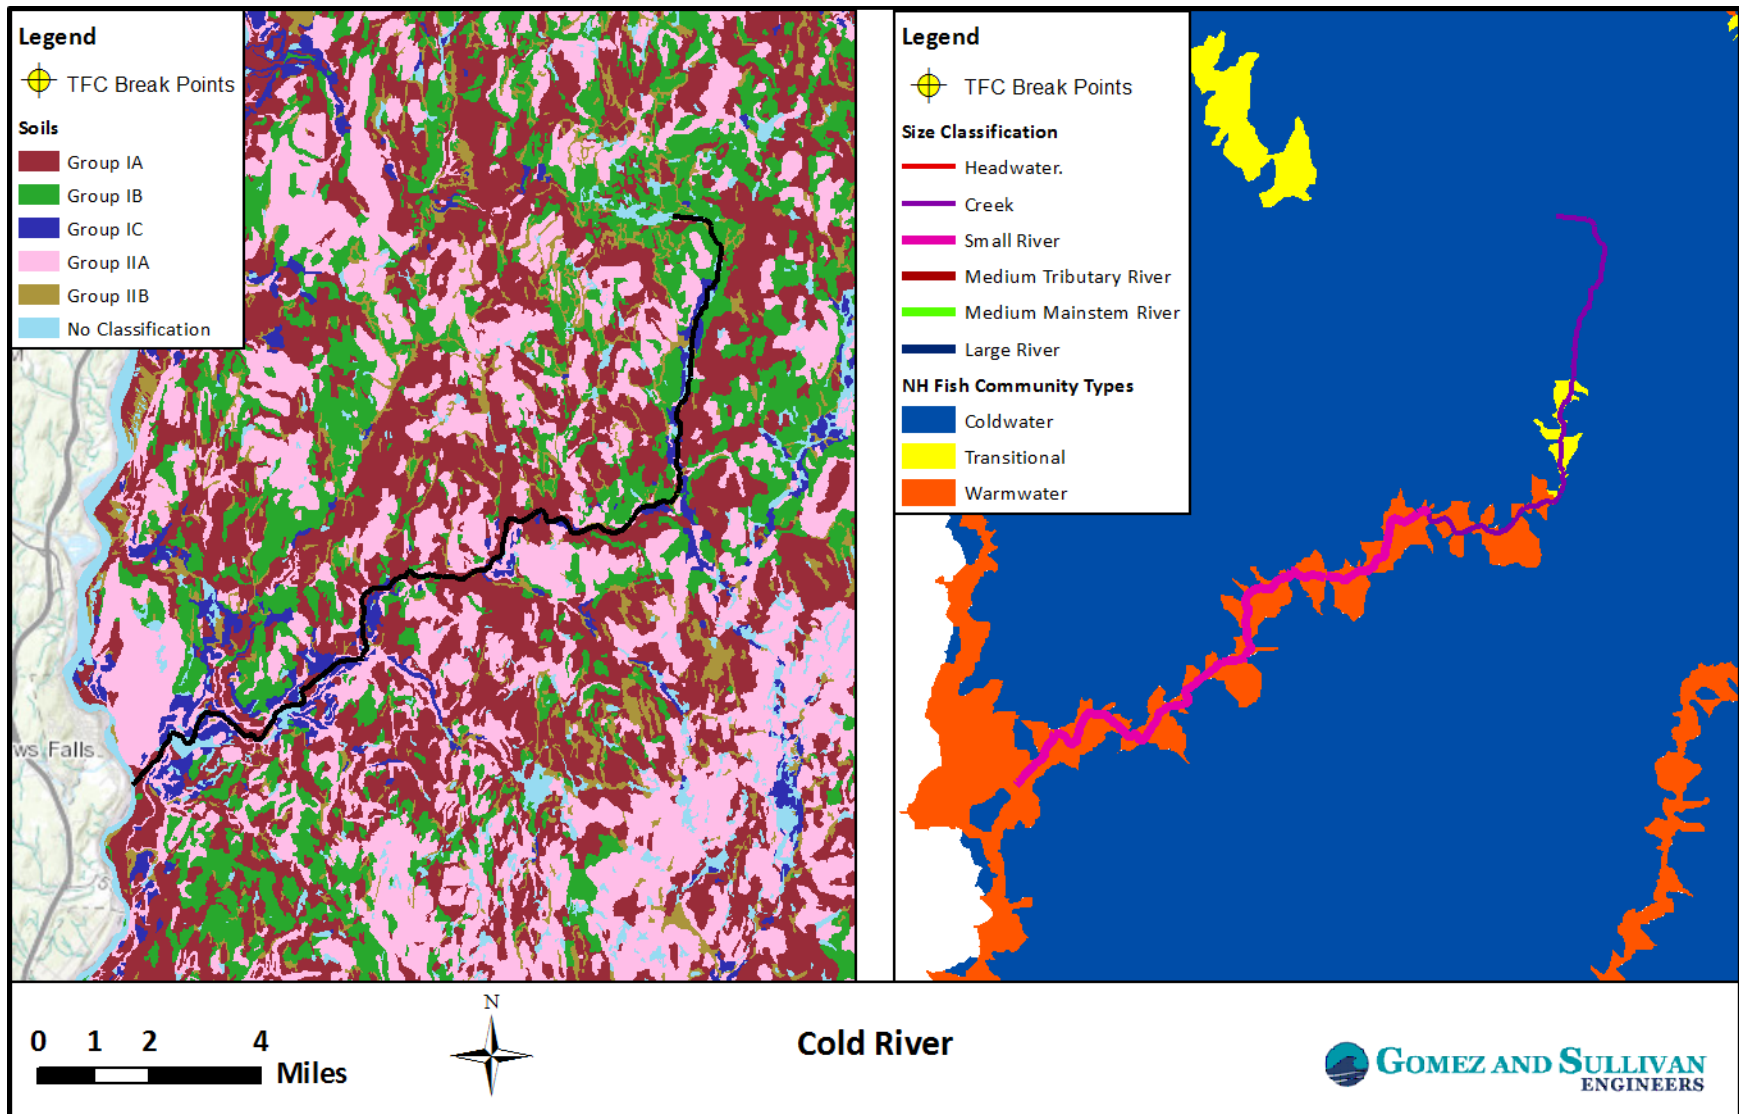 Legend
TFC Break Points
Soils
Group IA
Group IB
Group IC
Group IIA
Group IIB
No Classification
ws Falls
Legend
TFC Break Points
Size Classification
Headwater.
Creek
Small River
Medium Tributary River
Medium Mainstem River
Large River
NH Fish Community Types
Coldwater
Transitional
Warmwater
0 1 2 4
Miles
N
Cold River
GOMEZ AND SULLIVAN
ENGINEERS